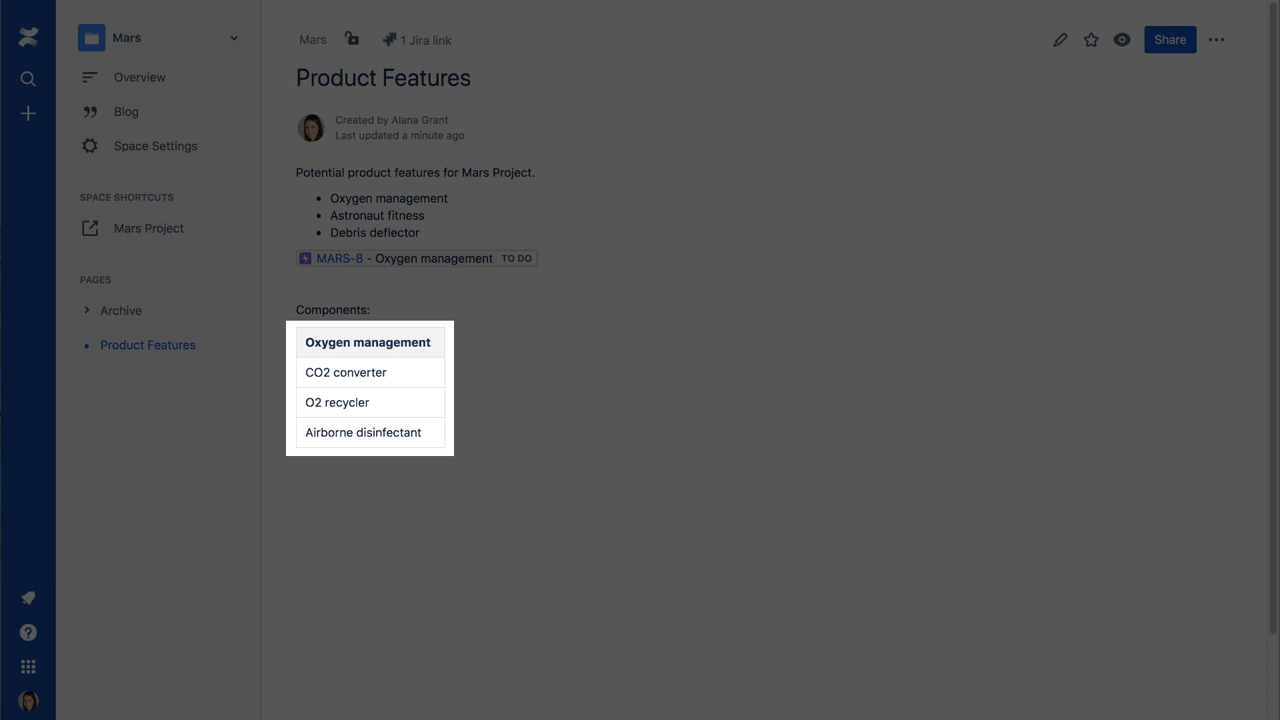 Mars
Overview
Blog
Space Settings
SPACE SHORTCUTS
Mars Project
PAGES
Archive
Product Features
Mars
1 Jira link
Share
Product Features
Created by Alana Grant
Last updated a minute ago
Potential product features for Mars Project.
• Oxygen management
• Astronaut fitness
• Debris deflector
MARS-8 - Oxygen management TO DO
Components:
Oxygen management
CO2 converter
O2 recycler
Airborne disinfectant